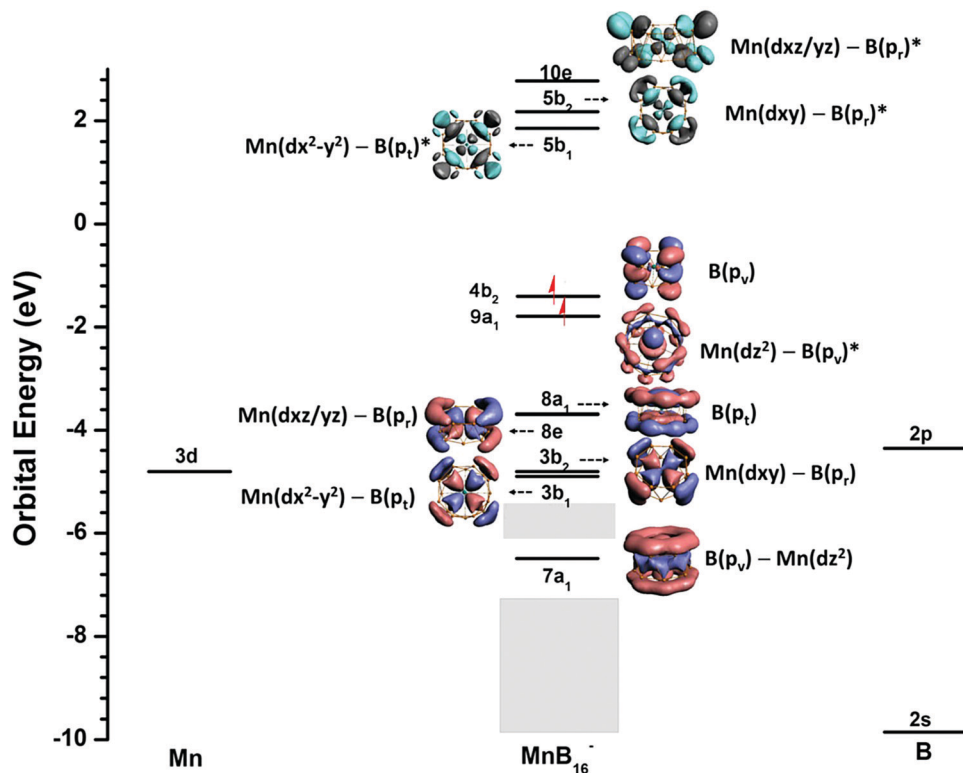 Mn(dxz/yz) – B(pᵣ)*
10e
5b₂
Mn(dxy) – B(pᵣ)*
Mn(dx²-y²) – B(pₜ)*
5b₁
2
0
-2
-4
-6
-8
-10
Orbital Energy (eV)
B(pᵥ)
4b₂
9a₁
Mn(dz²) – B(pᵥ)*
8a₁
B(pₜ)
Mn(dxz/yz) – B(pᵣ)
8e
2p
3d
3b₂
Mn(dxy) – B(pᵣ)
Mn(dx²-y²) – B(pₜ)
3b₁
B(pᵥ) – Mn(dz²)
7a₁
2s
Mn
MnB₁₆⁻
B